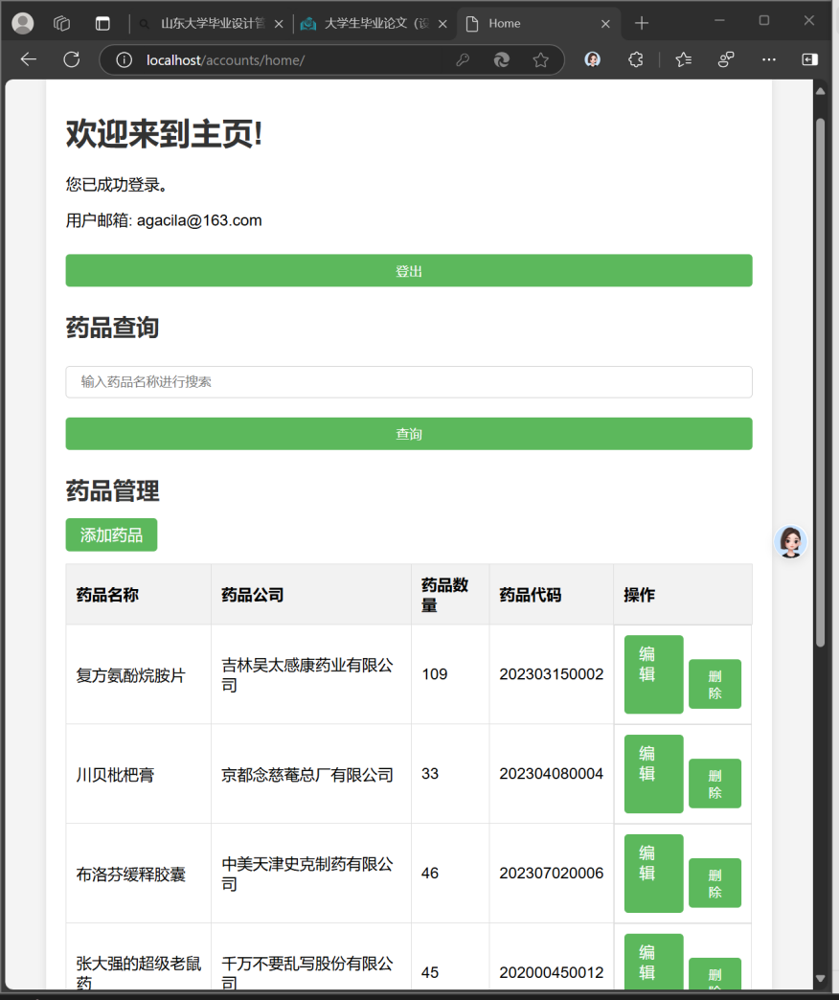 山东大学毕业设计管
大学生毕业论文（设
Home
localhost/accounts/home/
欢迎来到主页!
您已成功登录。
用户邮箱: agacila@163.com
登出
药品查询
输入药品名称进行搜索
查询
药品管理
添加药品
药品名称
药品公司
药品数
量
药品代码
操作
复方氨酚烷胺片
吉林吴太感康药业有限公
司
109
202303150002
编
辑
删
除
川贝枇杷膏
京都念慈菴总厂有限公司
33
202304080004
编
辑
删
除
布洛芬缓释胶囊
中美天津史克制药有限公
司
46
202307020006
编
辑
删
除
张大强的超级老鼠
药
千万不要乱写股份有限公
司
45
202000450012
编
辑
删